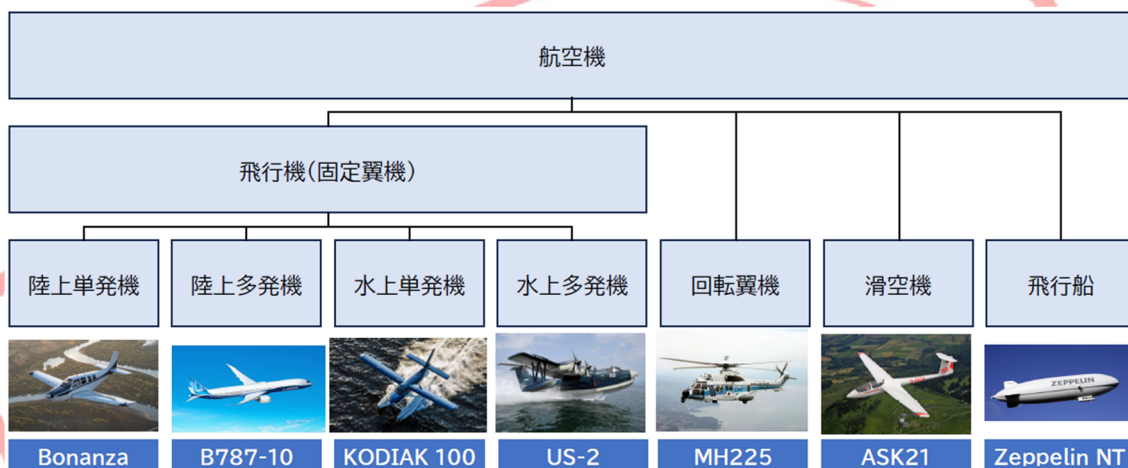 航空機
飛行機(固定翼機)
陸上単発機
陸上多発機
水上単発機
水上多発機
回転翼機
滑空機
飛行船
ZEPPELIN
Bonanza
B787-10
KODIAK 100
US-2
MH225
ASK21
Zeppelin NT